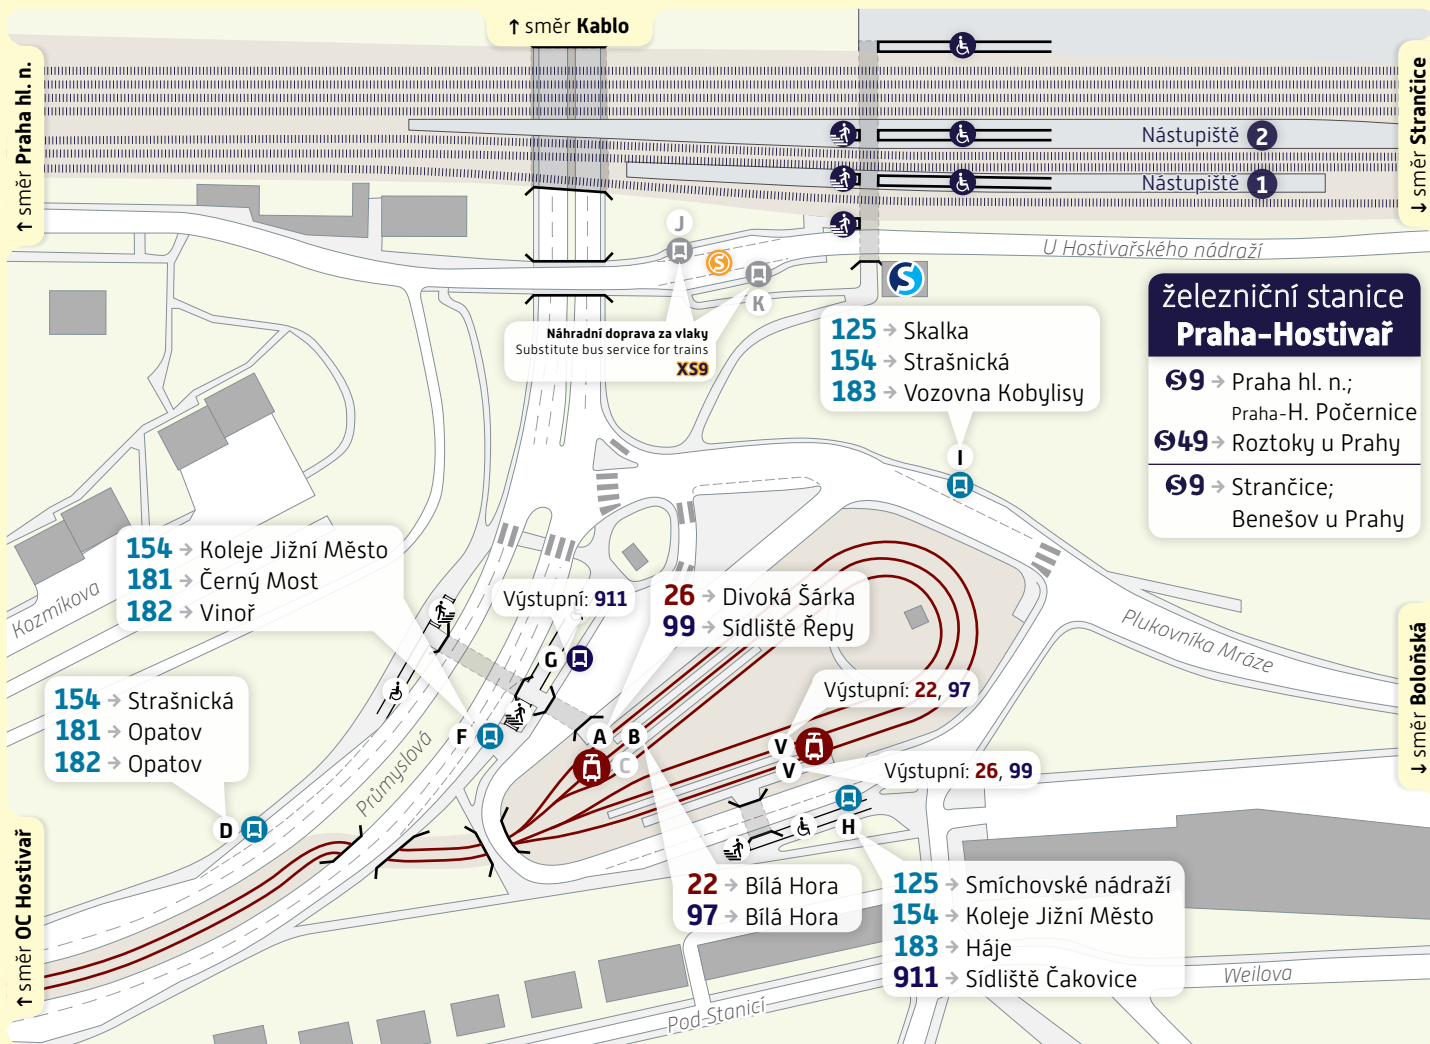 ↑ směr Kablo
↑ směr Praha hl. n.
↓ směr Strančice
Nástupiště 2
Nástupiště 1
J
S
K
U Hostivařského nádraží
S
Náhradní doprava za vlaky
Substitute bus service for trains
XS9
125 → Skalka
154 → Strašnická
183 → Vozovna Kobylisy
I
železniční stanice
Praha-Hostivař
S9 → Praha hl. n.;
Praha-H. Počernice
S49 → Roztoky u Prahy
S9 → Strančice;
Benešov u Prahy
154 → Koleje Jižní Město
181 → Černý Most
182 → Vinoř
Kozmíkova
Výstupní: 911
26 → Divoká Šárka
99 → Sídliště Řepy
Plukovníka Mráze
G
154 → Strašnická
181 → Opatov
182 → Opatov
Průmyslová
F
A
B
C
Výstupní: 22, 97
V
V
Výstupní: 26, 99
↓ směr Boloňská
D
H
↑ směr OC Hostivař
22 → Bílá Hora
97 → Bílá Hora
125 → Smíchovské nádraží
154 → Koleje Jižní Město
183 → Háje
911 → Sídliště Čakovice
Weilova
Pod Stanicí